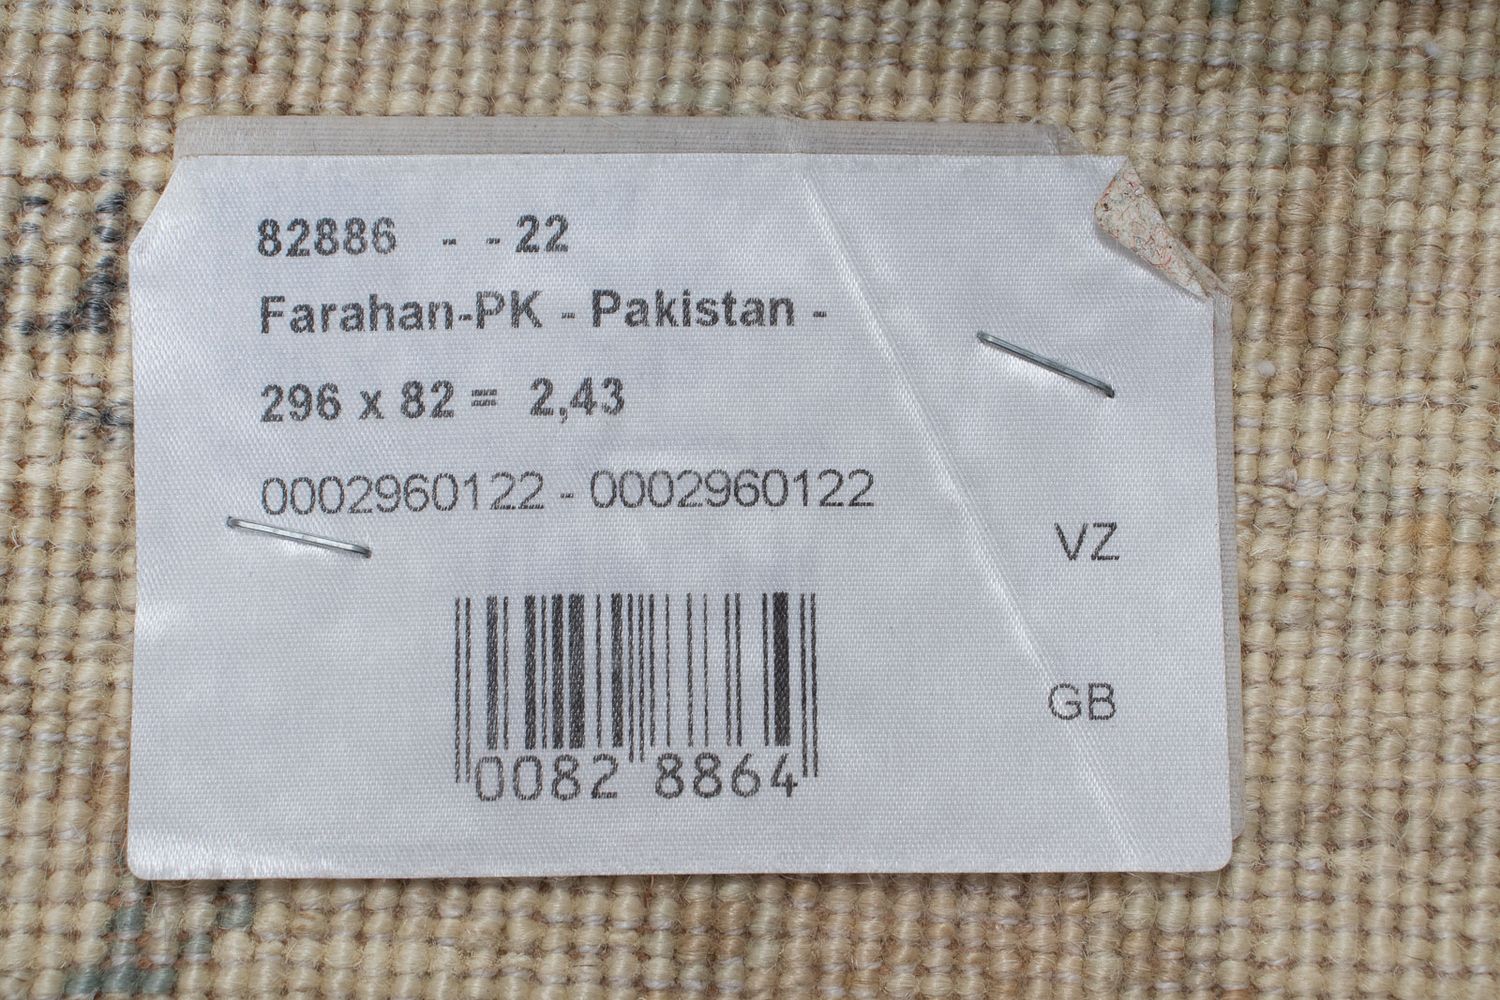 82886 - - 22
Farahan-PK - Pakistan -
296 x 82 = 2,43
0002960122 - 0002960122
VZ
GB
0082 8864